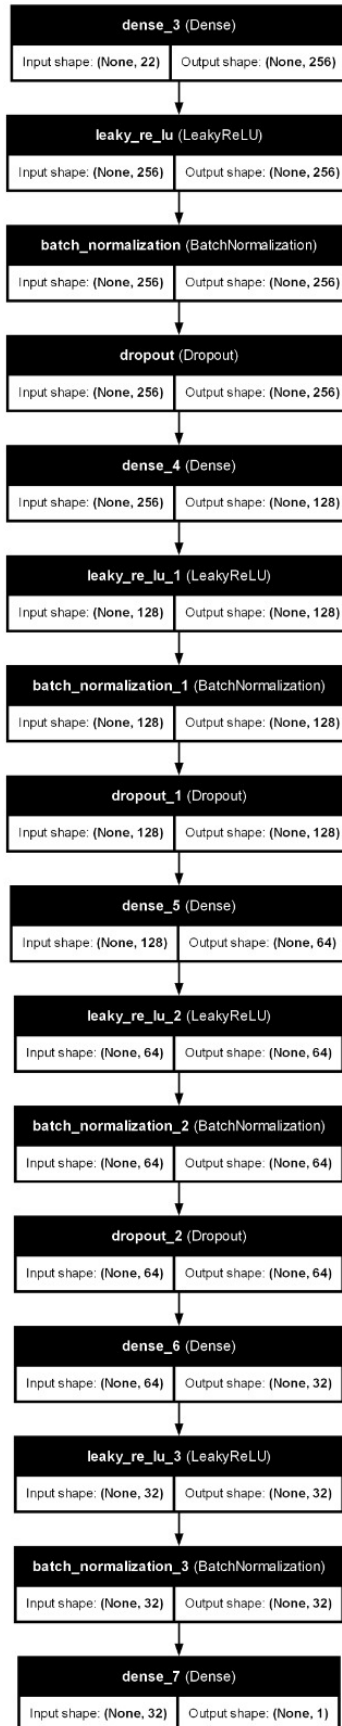 dense_3 (Dense)
Input shape: (None, 22) Output shape: (None, 256)
leaky_re_lu (LeakyReLU)
Input shape: (None, 256) Output shape: (None, 256)
batch_normalization (BatchNormalization)
Input shape: (None, 256) Output shape: (None, 256)
dropout (Dropout)
Input shape: (None, 256) Output shape: (None, 256)
dense_4 (Dense)
Input shape: (None, 256) Output shape: (None, 128)
leaky_re_lu_1 (LeakyReLU)
Input shape: (None, 128) Output shape: (None, 128)
batch_normalization_1 (BatchNormalization)
Input shape: (None, 128) Output shape: (None, 128)
dropout_1 (Dropout)
Input shape: (None, 128) Output shape: (None, 128)
dense_5 (Dense)
Input shape: (None, 128) Output shape: (None, 64)
leaky_re_lu_2 (LeakyReLU)
Input shape: (None, 64) Output shape: (None, 64)
batch_normalization_2 (BatchNormalization)
Input shape: (None, 64) Output shape: (None, 64)
dropout_2 (Dropout)
Input shape: (None, 64) Output shape: (None, 64)
dense_6 (Dense)
Input shape: (None, 64) Output shape: (None, 32)
leaky_re_lu_3 (LeakyReLU)
Input shape: (None, 32) Output shape: (None, 32)
batch_normalization_3 (BatchNormalization)
Input shape: (None, 32) Output shape: (None, 32)
dense_7 (Dense)
Input shape: (None, 32) Output shape: (None, 1)